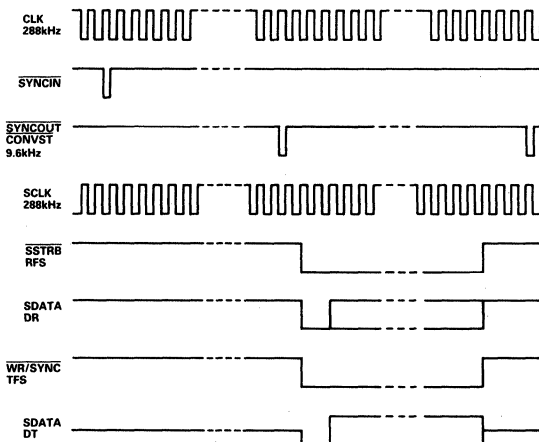 CLK
288kHz
SYNCIN
SYNCOUT
CONVST
9.6kHz
SCLK
288kHz
SSTRB
RFS
SDATA
DR
WR/SYNC
TFS
SDATA
DT